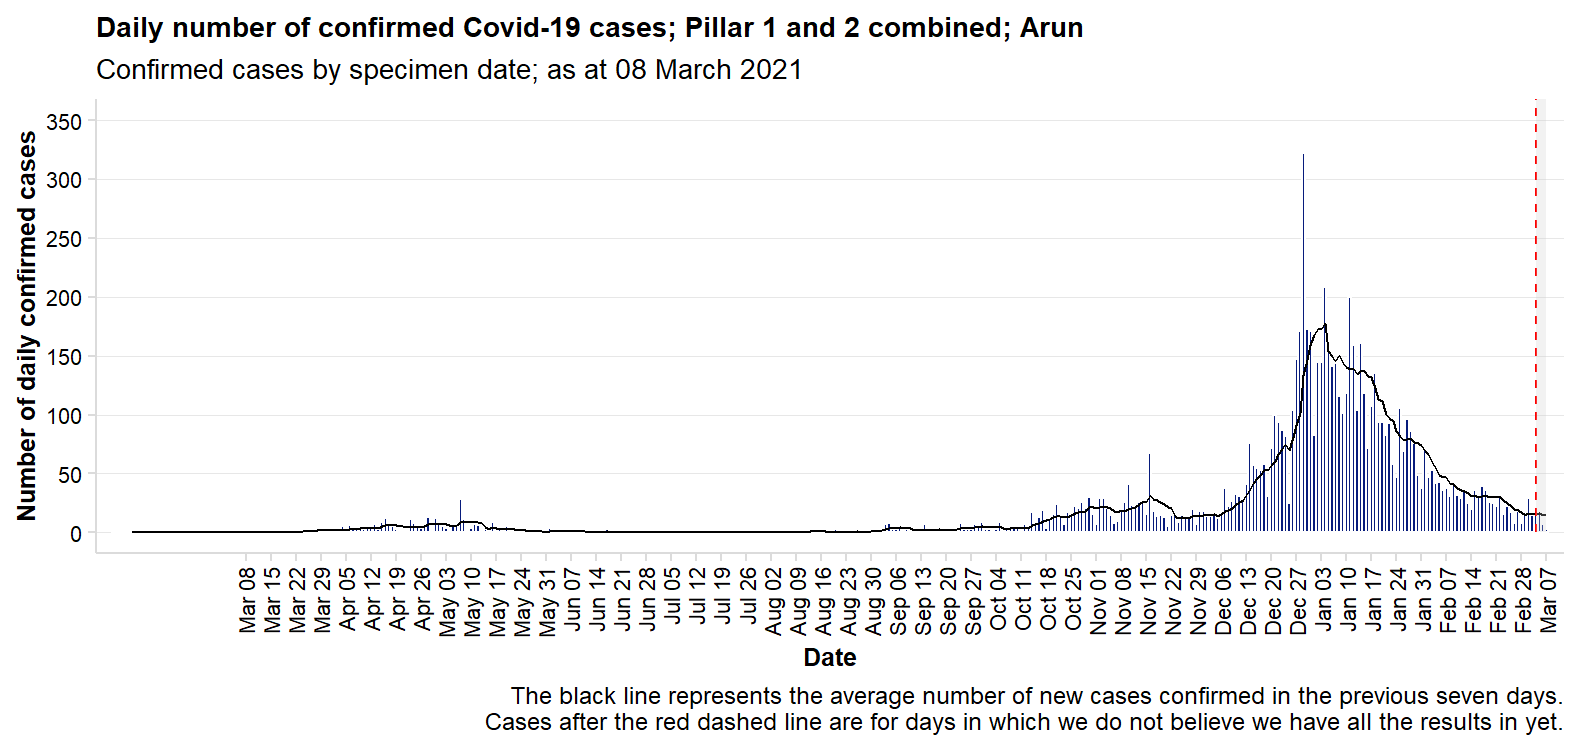 Daily number of confirmed Covid-19 cases; Pillar 1 and 2 combined; Arun
Confirmed cases by specimen date; as at 08 March 2021
Number of daily confirmed cases
350
300
250
200
150
100
50
0
Mar 08
Mar 15
Mar 22
Mar 29
Apr 05
Apr 12
Apr 19
Apr 26
May 03
May 10
May 17
May 24
May 31
Jun 07
Jun 14
Jun 21
Jun 28
Jul 05
Jul 12
Jul 19
Jul 26
Aug 02
Aug 09
Aug 16
Aug 23
Aug 30
Sep 06
Sep 13
Sep 20
Sep 27
Oct 04
Oct 11
Oct 18
Oct 25
Nov 01
Nov 08
Nov 15
Nov 22
Nov 29
Dec 06
Dec 13
Dec 20
Dec 27
Jan 03
Jan 10
Jan 17
Jan 24
Jan 31
Feb 07
Feb 14
Feb 21
Feb 28
Mar 07
Date
The black line represents the average number of new cases confirmed in the previous seven days.
Cases after the red dashed line are for days in which we do not believe we have all the results in yet.